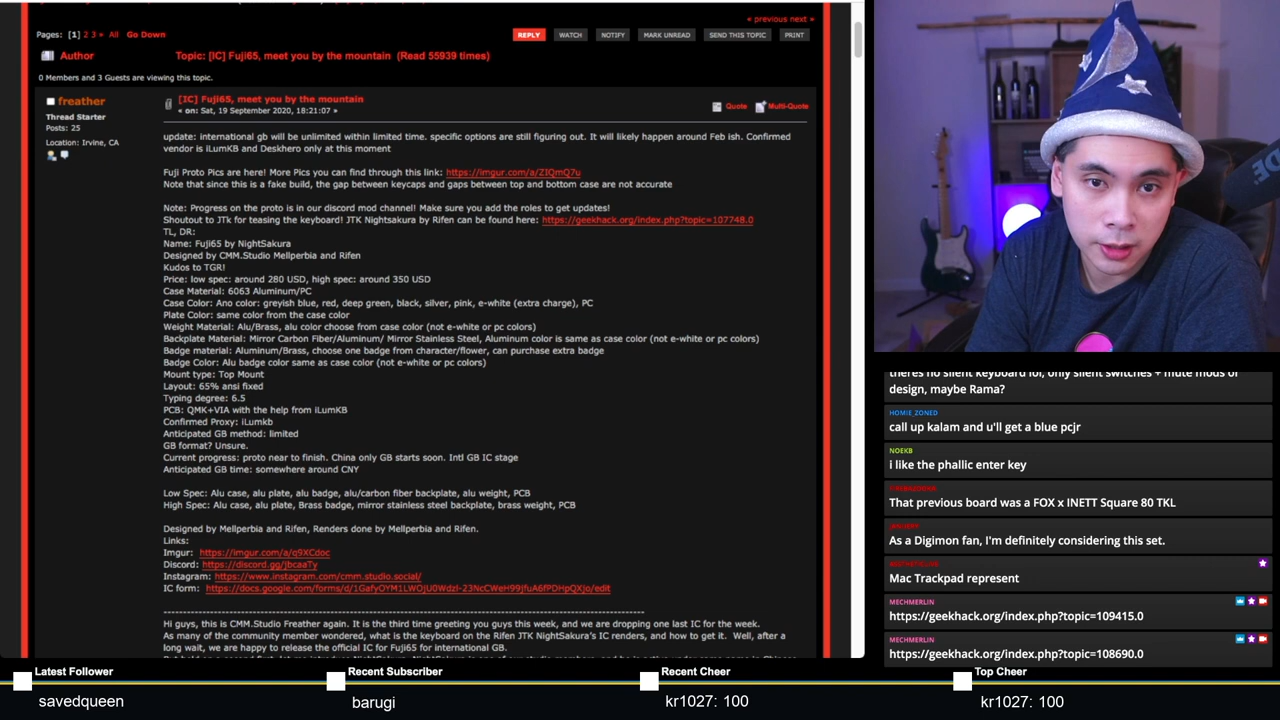 « previous next »
Pages: [1] 2 3 » All Go Down
REPLY WATCH NOTIFY MARK UNREAD SEND THIS TOPIC PRINT
Author Topic: [IC] Fuji65, meet you by the mountain (Read 55939 times)
0 Members and 3 Guests are viewing this topic.
freather
Thread Starter
Posts: 25
Location: Irvine, CA
[IC] Fuji65, meet you by the mountain
« on: Sat, 19 September 2020, 18:21:07 »
Quote Multi-Quote
update: international gb will be unlimited within limited time. specific options are still figuring out. It will likely happen around Feb ish. Confirmed
vendor is iLumKB and Deskhero only at this moment
Fuji Proto Pics are here! More Pics you can find through this link: https://imgur.com/a/ZIQmQ7u
Note that since this is a fake build, the gap between keycaps and gaps between top and bottom case are not accurate
Note: Progress on the proto is in our discord mod channel! Make sure you add the roles to get updates!
Shoutout to JTk for teasing the keyboard! JTK Nightsakura by Rifen can be found here: https://geekhack.org/index.php?topic=107748.0
TL, DR:
Name: Fuji65 by NightSakura
Designed by CMM.Studio Mellperbia and Rifen
Kudos to TGR!
Price: low spec: around 280 USD, high spec: around 350 USD
Case Material: 6063 Aluminum/PC
Case Color: Ano color: greyish blue, red, deep green, black, silver, pink, e-white (extra charge), PC
Plate Color: same color from the case color
Weight Material: Alu/Brass, alu color choose from case color (not e-white or pc colors)
Backplate Material: Mirror Carbon Fiber/Aluminum/ Mirror Stainless Steel, Aluminum color is same as case color (not e-white or pc colors)
Badge material: Aluminum/Brass, choose one badge from character/flower, can purchase extra badge
Badge Color: Alu badge color same as case color (not e-white or pc colors)
Mount type: Top Mount
Layout: 65% ansi fixed
Typing degree: 6.5
PCB: QMK+VIA with the help from iLumKB
Confirmed Proxy: iLumkb
Anticipated GB method: limited
GB format? Unsure.
Current progress: proto near to finish. China only GB starts soon. Intl GB IC stage
Anticipated GB time: somewhere around CNY
Low Spec: Alu case, alu plate, alu badge, alu/carbon fiber backplate, alu weight, PCB
High Spec: Alu case, alu plate, Brass badge, mirror stainless steel backplate, brass weight, PCB
Designed by Mellperbia and Rifen, Renders done by Mellperbia and Rifen.
Links:
Imgur: https://imgur.com/a/q9XCdoc
Discord: https://discord.gg/jbcaaTy
Instagram: https://www.instagram.com/cmm.studio.social/
IC form: https://docs.google.com/forms/d/1GafyOYM1LWOjU0Wdzl-23NcCWeH99jfuA6fPDHpQXjo/edit
Hi guys, this is CMM.Studio Freather again. It is the third time greeting you guys this week, and we are dropping one last IC for the week.
As many of the community member wondered, what is the keyboard on the Rifen JTK NightSakura's IC renders, and how to get it. Well, after a
long wait, we are happy to release the official IC for Fuji65 for international GB.
theres no silent keyboard lol, only silent switches + mute mods or
design, maybe Rama?
HOMIE_ZONED
call up kalam and u'll get a blue pcjr
NOEKB
i like the phallic enter key
That previous board was a FOX x INETT Square 80 TKL
As a Digimon fan, I'm definitely considering this set.
Mac Trackpad represent
MECHMERLIN
https://geekhack.org/index.php?topic=109415.0
MECHMERLIN
https://geekhack.org/index.php?topic=108690.0
Latest Follower
savedqueen
Recent Subscriber
barugi
Recent Cheer
kr1027: 100
Top Cheer
kr1027: 100